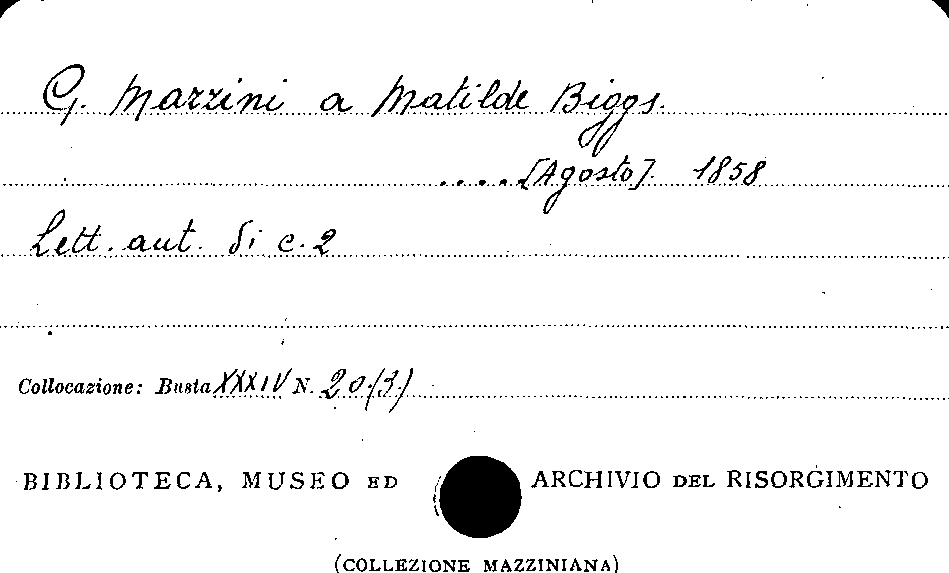 G. Mazzini a Matilde Biggs.
.....[Agosto]. 1858
Lett. aut. di c. 2
Collocazione: Busta XXXIV N. 20(3)
BIBLIOTECA, MUSEO ED ARCHIVIO DEL RISORGIMENTO
(COLLEZIONE MAZZINIANA)